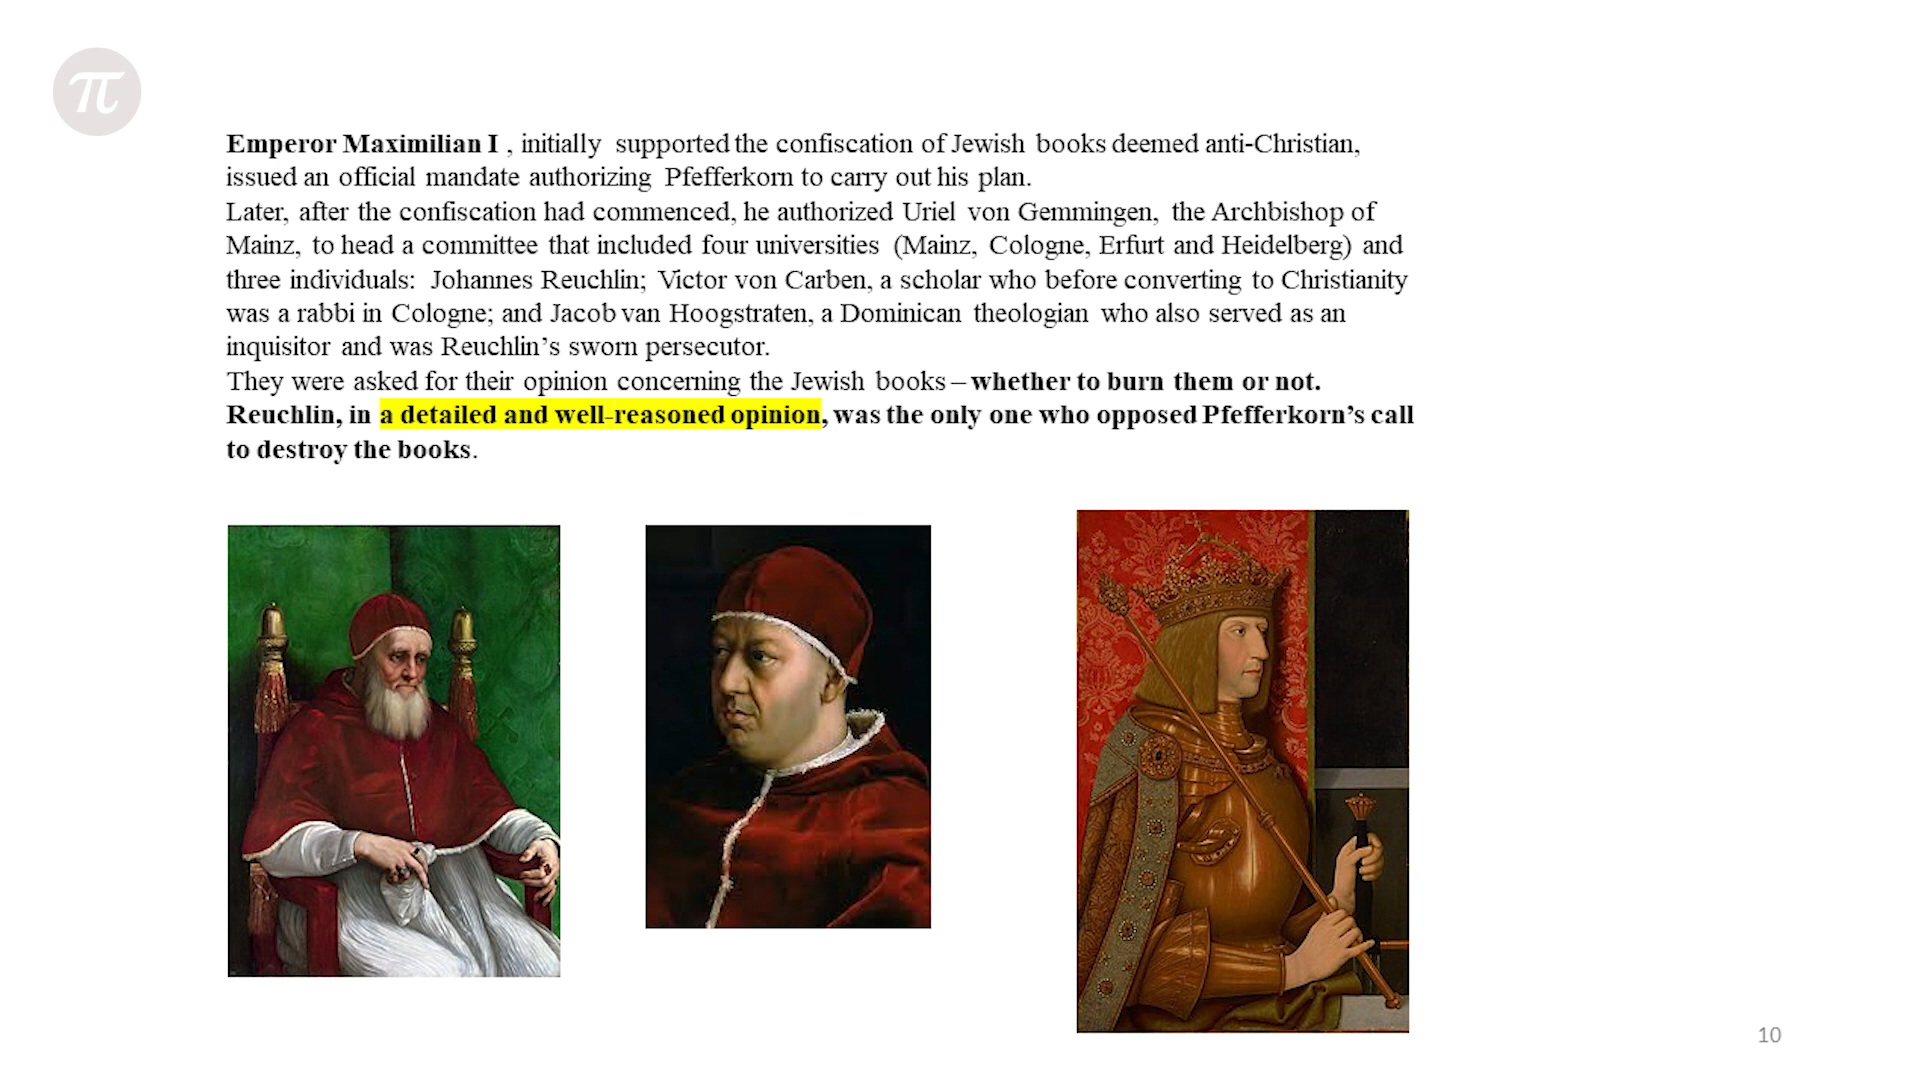 π
Emperor Maximilian I , initially supported the confiscation of Jewish books deemed anti-Christian,
issued an official mandate authorizing Pfefferkorn to carry out his plan.
Later, after the confiscation had commenced, he authorized Uriel von Gemmingen, the Archbishop of
Mainz, to head a committee that included four universities (Mainz, Cologne, Erfurt and Heidelberg) and
three individuals: Johannes Reuchlin; Victor von Carben, a scholar who before converting to Christianity
was a rabbi in Cologne; and Jacob van Hoogstraten, a Dominican theologian who also served as an
inquisitor and was Reuchlin’s sworn persecutor.
They were asked for their opinion concerning the Jewish books – whether to burn them or not.
Reuchlin, in a detailed and well-reasoned opinion, was the only one who opposed Pfefferkorn’s call
to destroy the books.
10